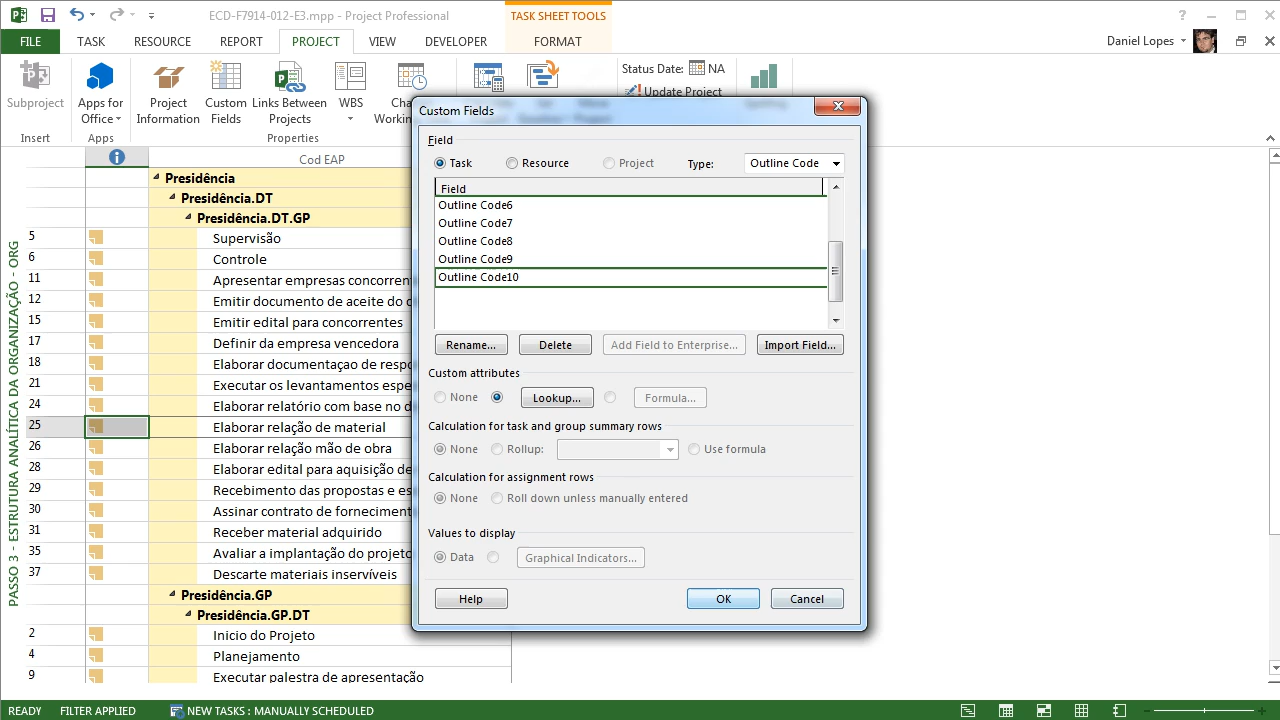 ECD-F7914-012-E3.mpp - Project Professional
TASK SHEET TOOLS
?
FILE
TASK
RESOURCE
REPORT
PROJECT
VIEW
DEVELOPER
FORMAT
Daniel Lopes
Subproject
Apps for
Office
Project
Information
Custom
Fields
Links Between
Projects
WBS
Status Date:
NA
Update Project
Insert
Apps
Properties
Custom Fields
Field
Task
Resource
Project
Type:
Outline Code
Field
Outline Code6
Outline Code7
Outline Code8
Outline Code9
Outline Code10
Rename...
Delete
Add Field to Enterprise...
Import Field...
Custom attributes
None
Lookup...
Formula...
Calculation for task and group summary rows
None
Rollup:
Use formula
Calculation for assignment rows
None
Roll down unless manually entered
Values to display
Data
Graphical Indicators...
Help
OK
Cancel
Cod EAP
Presidência
Presidência.DT
Presidência.DT.GP
5 Supervisão
6 Controle
11 Apresentar empresas concorren
12 Emitir documento de aceite do
15 Emitir edital para concorrentes
17 Definir da empresa vencedora
18 Elaborar documentaçao de resp
21 Executar os levantamentos espe
24 Elaborar relatório com base no
25 Elaborar relação de material
26 Elaborar relação mão de obra
28 Elaborar edital para aquisição de
29 Recebimento das propostas e es
30 Assinar contrato de forneciment
31 Receber material adquirido
35 Avaliar a implantação do projeto
37 Descarte materiais inservíveis
Presidência.GP
Presidência.GP.DT
2 Inicio do Projeto
4 Planejamento
9 Executar palestra de apresentação
PASSO 3 - ESTRUTURA ANALÍTICA DA ORGANIZAÇÃO - ORG
READY
FILTER APPLIED
NEW TASKS : MANUALLY SCHEDULED